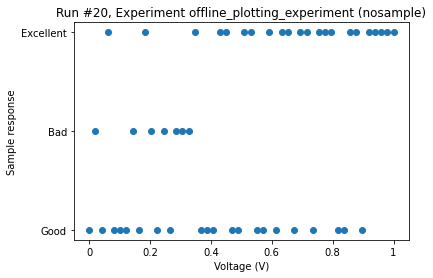 Run #20, Experiment offline_plotting_experiment (nosample)
Excellent
Bad
Good
Sample response
0 0.2 0.4 0.6 0.8 1
Voltage (V)